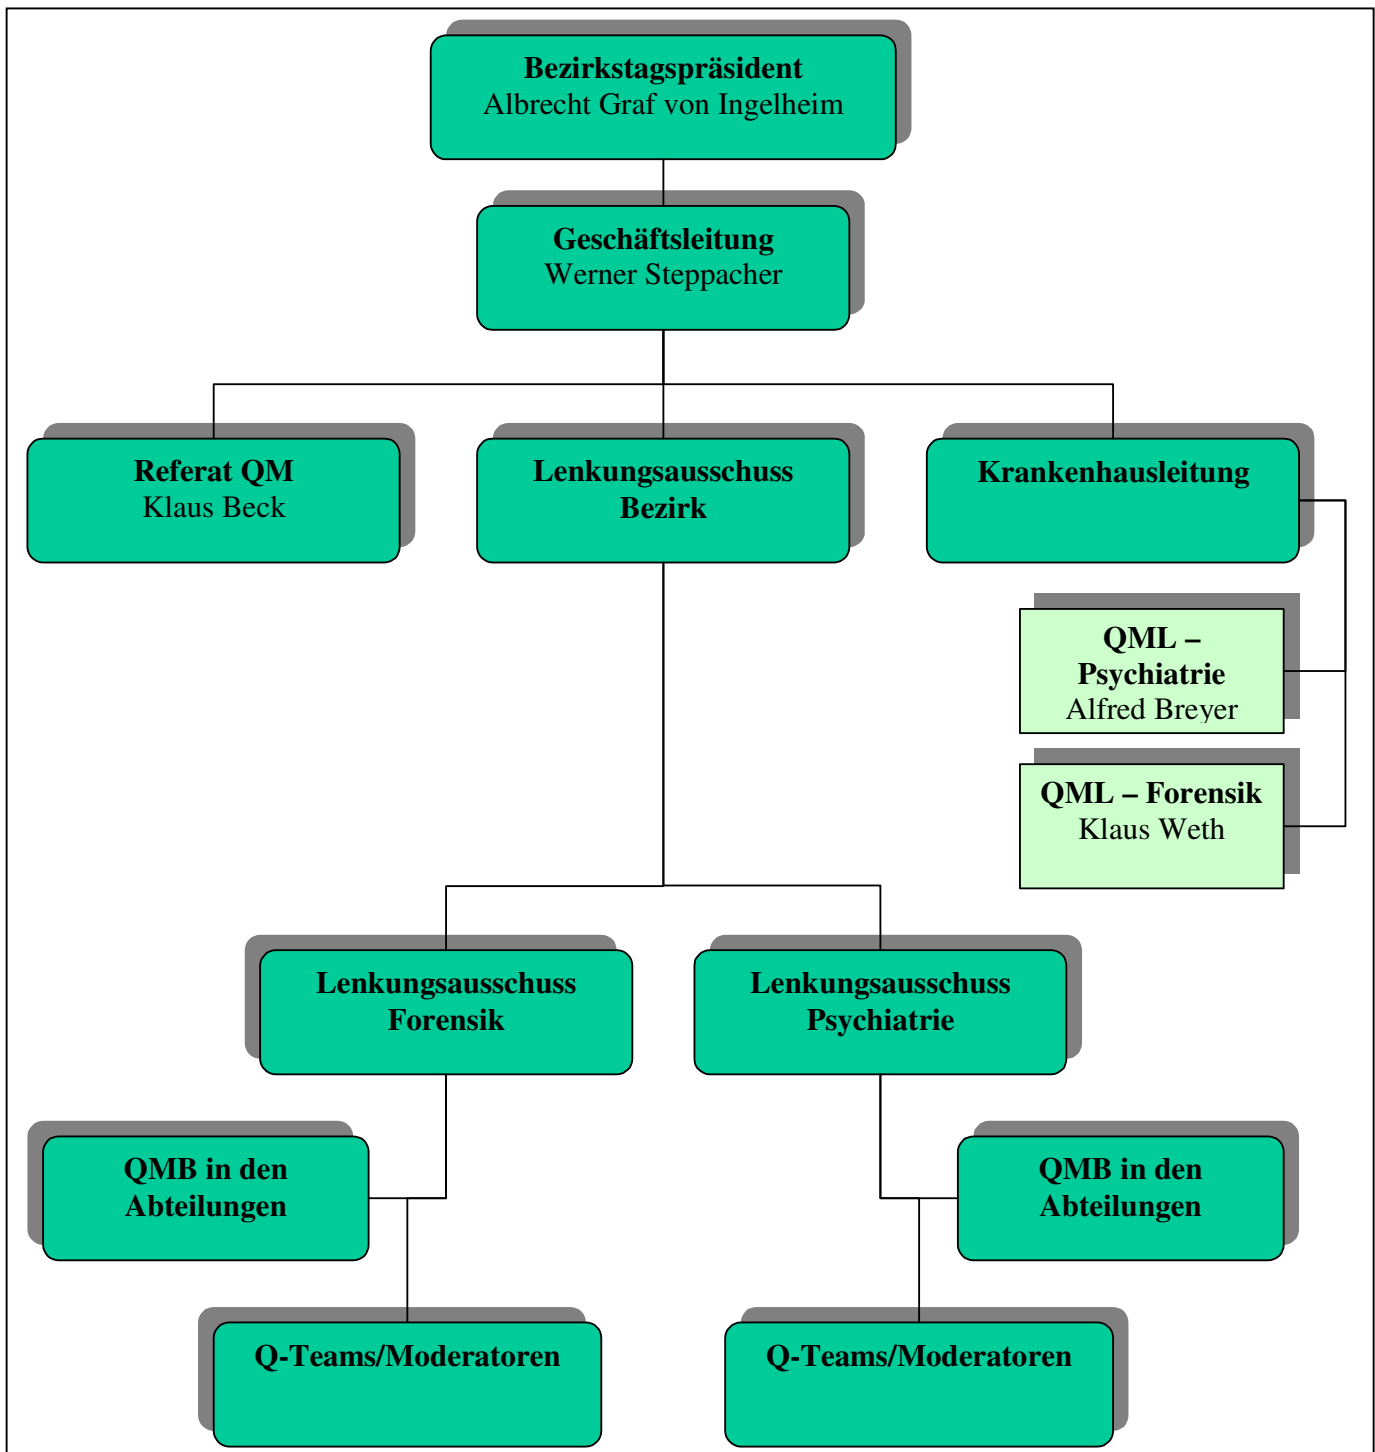 Bezirkstagspräsident
Albrecht Graf von Ingelheim
Geschäftsleitung
Werner Steppacher
Referat QM
Klaus Beck
Lenkungsausschuss
Bezirk
Krankenhausleitung
QML –
Psychiatrie
Alfred Breyer
QML – Forensik
Klaus Weth
Lenkungsausschuss
Forensik
Lenkungsausschuss
Psychiatrie
QMB in den
Abteilungen
QMB in den
Abteilungen
Q-Teams/Moderatoren
Q-Teams/Moderatoren